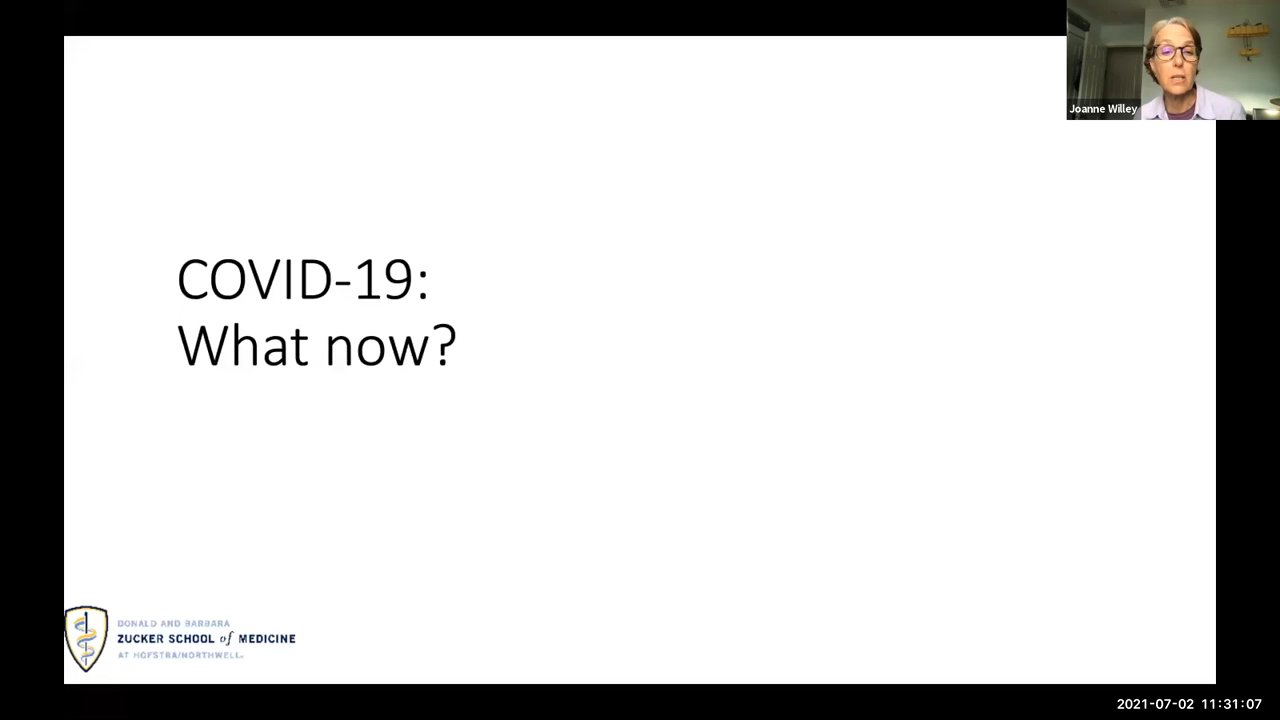 Joanne Willey
COVID-19:
What now?
DONALD AND BARBARA
ZUCKER SCHOOL of MEDICINE
AT HOFSTRA/NORTHWELL
2021-07-02 11:31:07